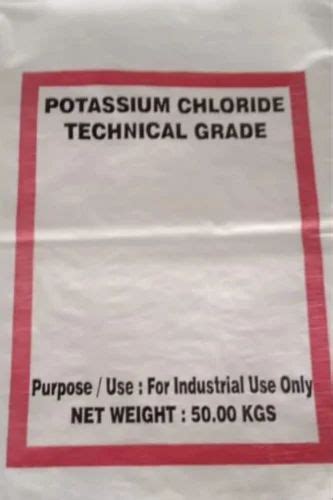 POTASSIUM CHLORIDE
TECHNICAL GRADE
Purpose / Use : For Industrial Use Only
NET WEIGHT : 50.00 KGS